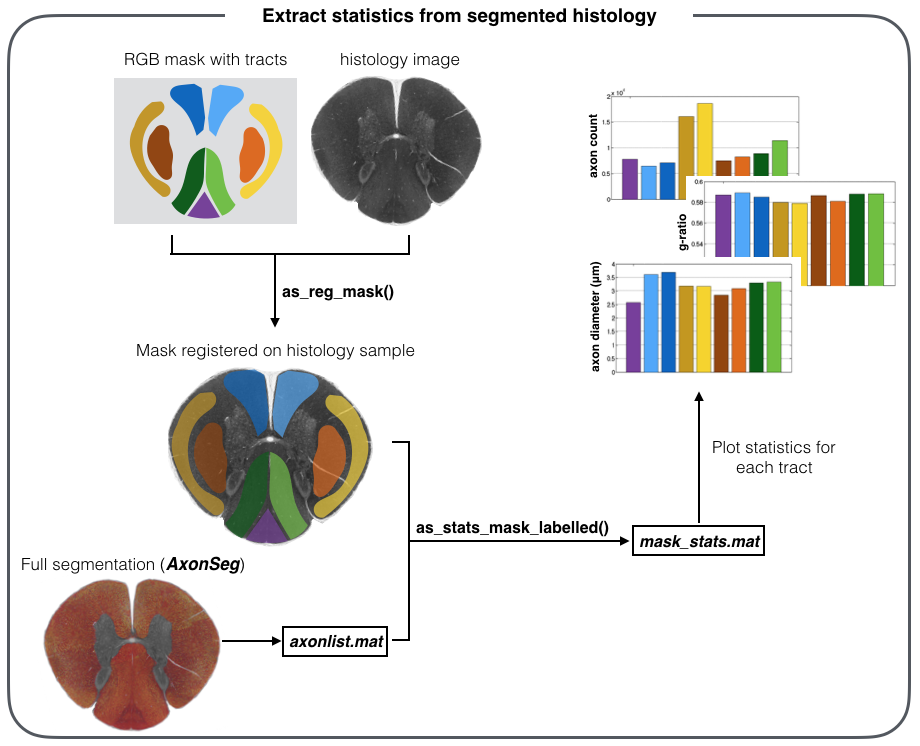 Extract statistics from segmented histology
RGB mask with tracts
histology image
as_reg_mask()
Mask registered on histology sample
Full segmentation (AxonSeg)
axonlist.mat
as_stats_mask_labelled()
mask_stats.mat
Plot statistics for
each tract
axon count
2
1.5
1
0.5
0
x 10⁴
g-ratio
0.6
0.58
0.56
0.54
axon diameter (µm)
4
3.5
3
2.5
2
1.5
1
0.5
0